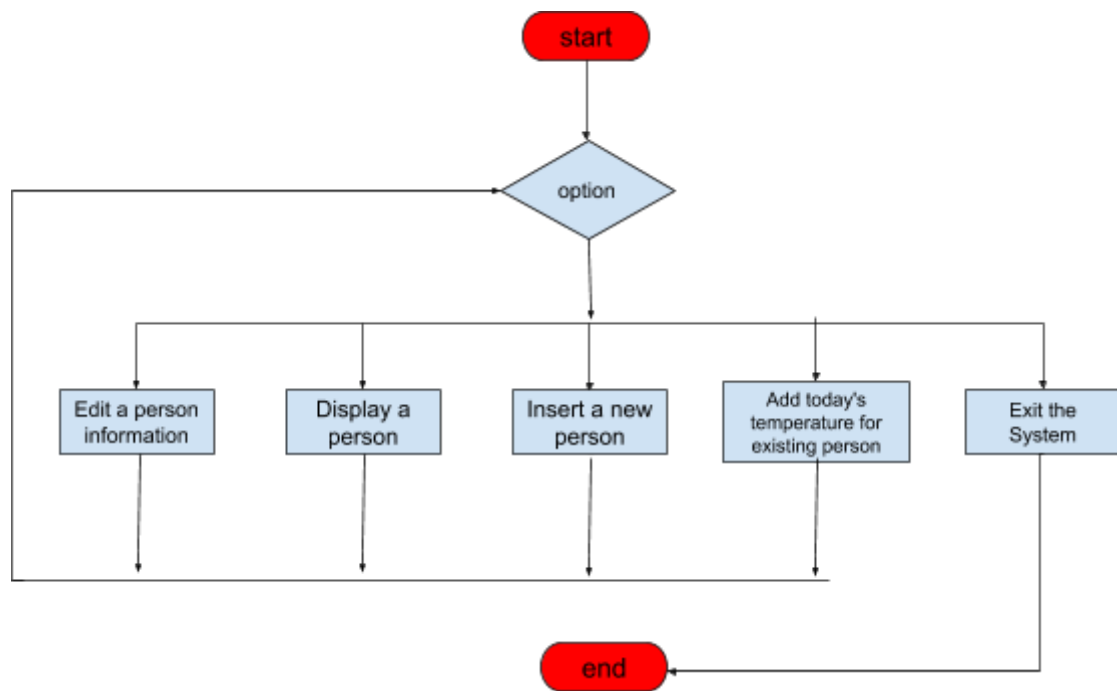 start
option
Edit a person
information
Display a
person
Insert a new
person
Add today's
temperature for
existing person
Exit the
System
end